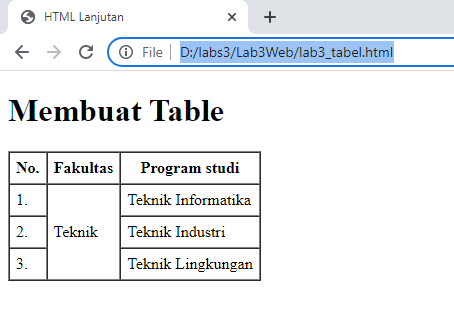 HTML Lanjutan
File D:/labs3/Lab3Web/lab3_tabel.html
Membuat Table
No. Fakultas Program studi
1. Teknik Informatika
2. Teknik Teknik Industri
3. Teknik Lingkungan